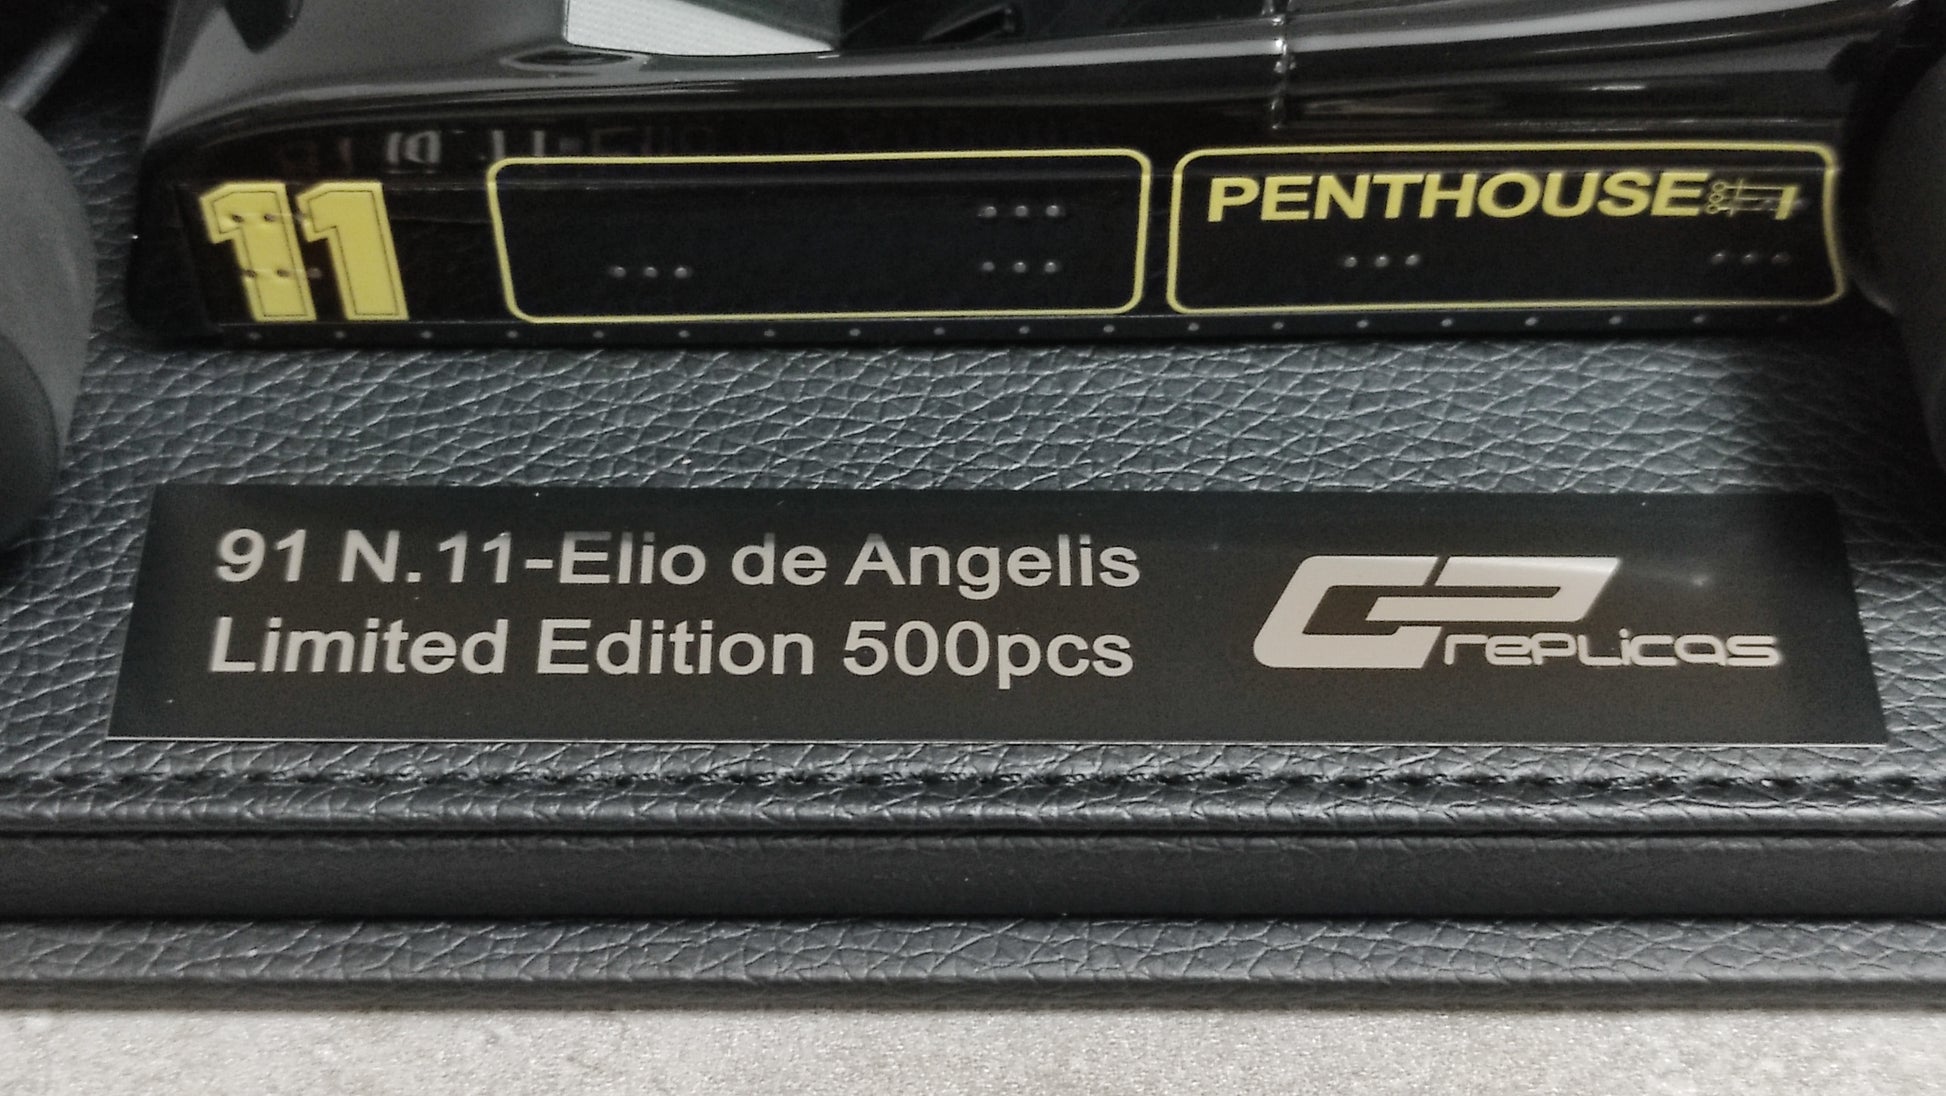 11
PENTHOUSE
91 N.11-Elio de Angelis
Limited Edition 500pcs
GP replicas